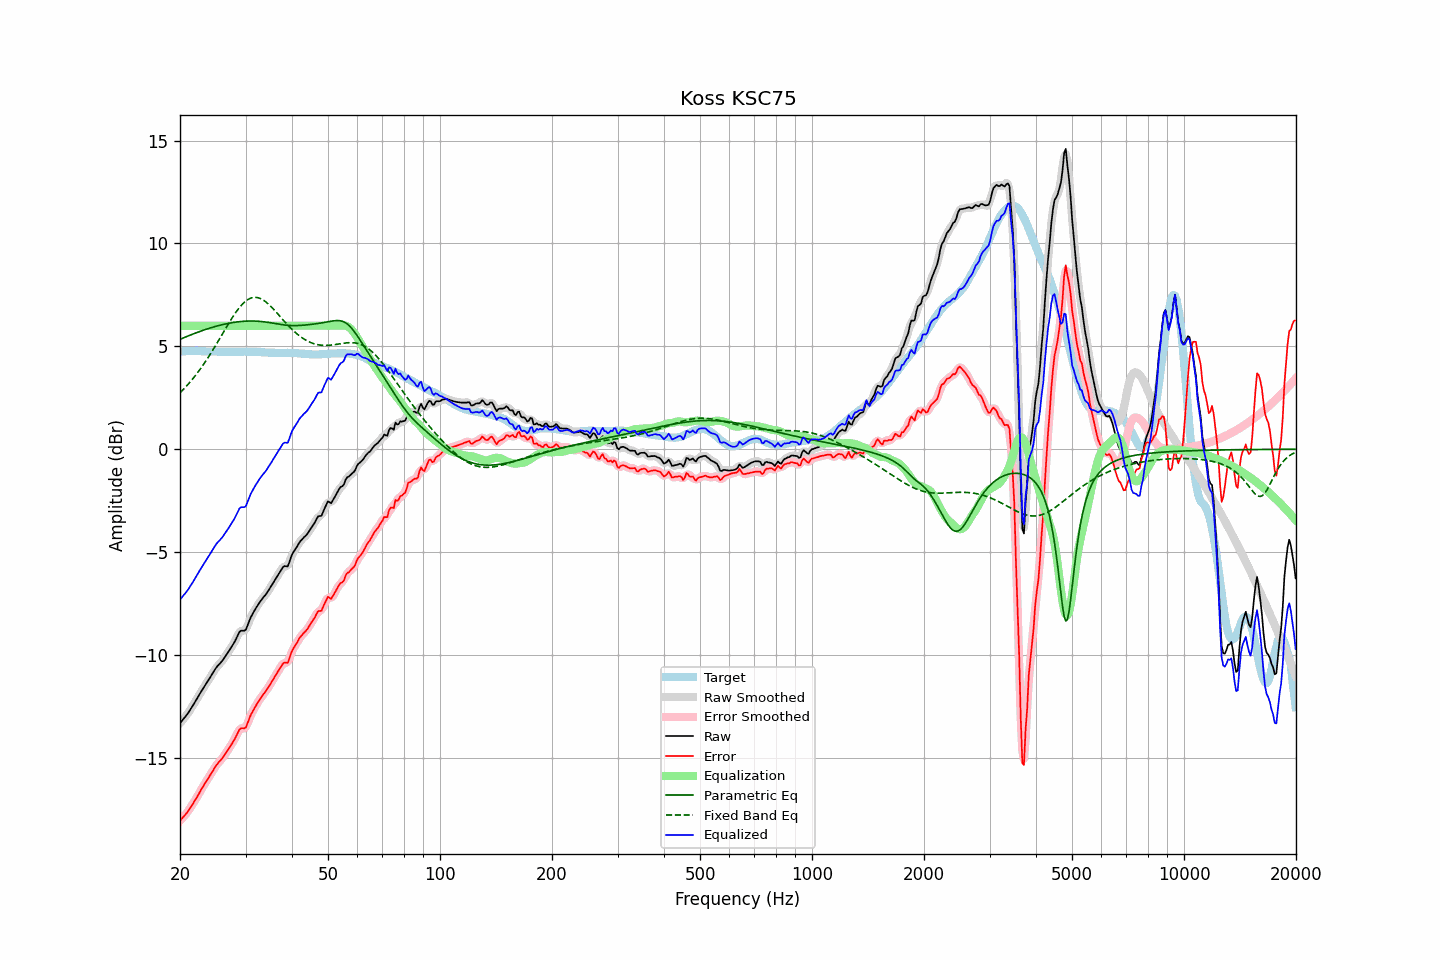 Koss KSC75
15
10
5
0
−5
−10
−15
Amplitude (dBr)
20
50
100
200
500
1000
2000
5000
10000
20000
Frequency (Hz)
Target
Raw Smoothed
Error Smoothed
Raw
Error
Equalization
Parametric Eq
Fixed Band Eq
Equalized